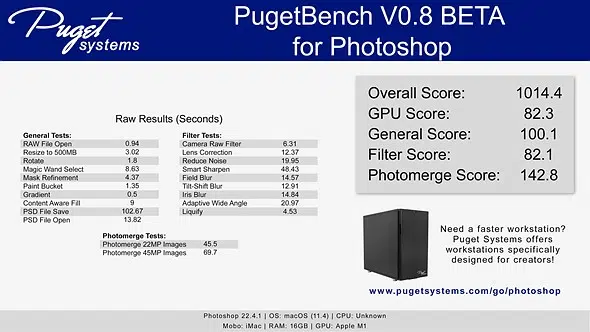 Puget
systems
PugetBench V0.8 BETA
for Photoshop
Raw Results (Seconds)
General Tests:
RAW File Open 0.94
Resize to 500MB 3.02
Rotate 1.8
Magic Wand Select 8.63
Mask Refinement 4.37
Paint Bucket 1.35
Gradient 0.5
Content Aware Fill 9
PSD File Save 102.67
PSD File Open 13.82
Filter Tests:
Camera Raw Filter 6.31
Lens Correction 12.37
Reduce Noise 19.95
Smart Sharpen 48.43
Field Blur 14.57
Tilt-Shift Blur 12.91
Iris Blur 14.84
Adaptive Wide Angle 20.97
Liquify 4.53
Photomerge Tests:
Photomerge 22MP Images 45.5
Photomerge 45MP Images 69.7
Overall Score: 1014.4
GPU Score: 82.3
General Score: 100.1
Filter Score: 82.1
Photomerge Score: 142.8
Need a faster workstation?
Puget Systems offers
workstations specifically
designed for creators!
www.pugetsystems.com/go/photoshop
Photoshop 22.4.1 | OS: macOS (11.4) | CPU: Unknown
Mobo: iMac | RAM: 16GB | GPU: Apple M1